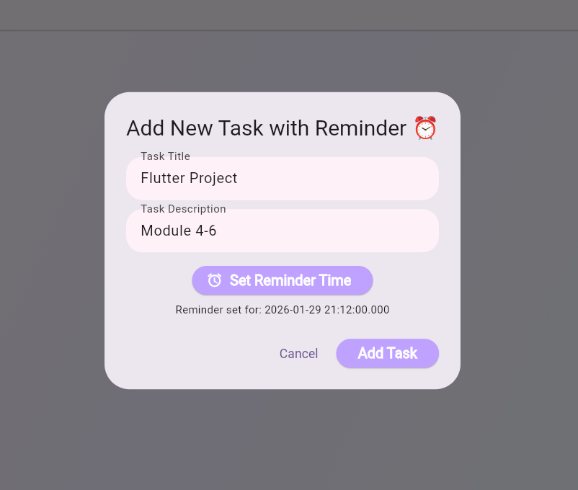 Add New Task with Reminder ⏰
Task Title
Flutter Project
Task Description
Module 4-6
Set Reminder Time
Reminder set for: 2026-01-29 21:12:00.000
Cancel
Add Task